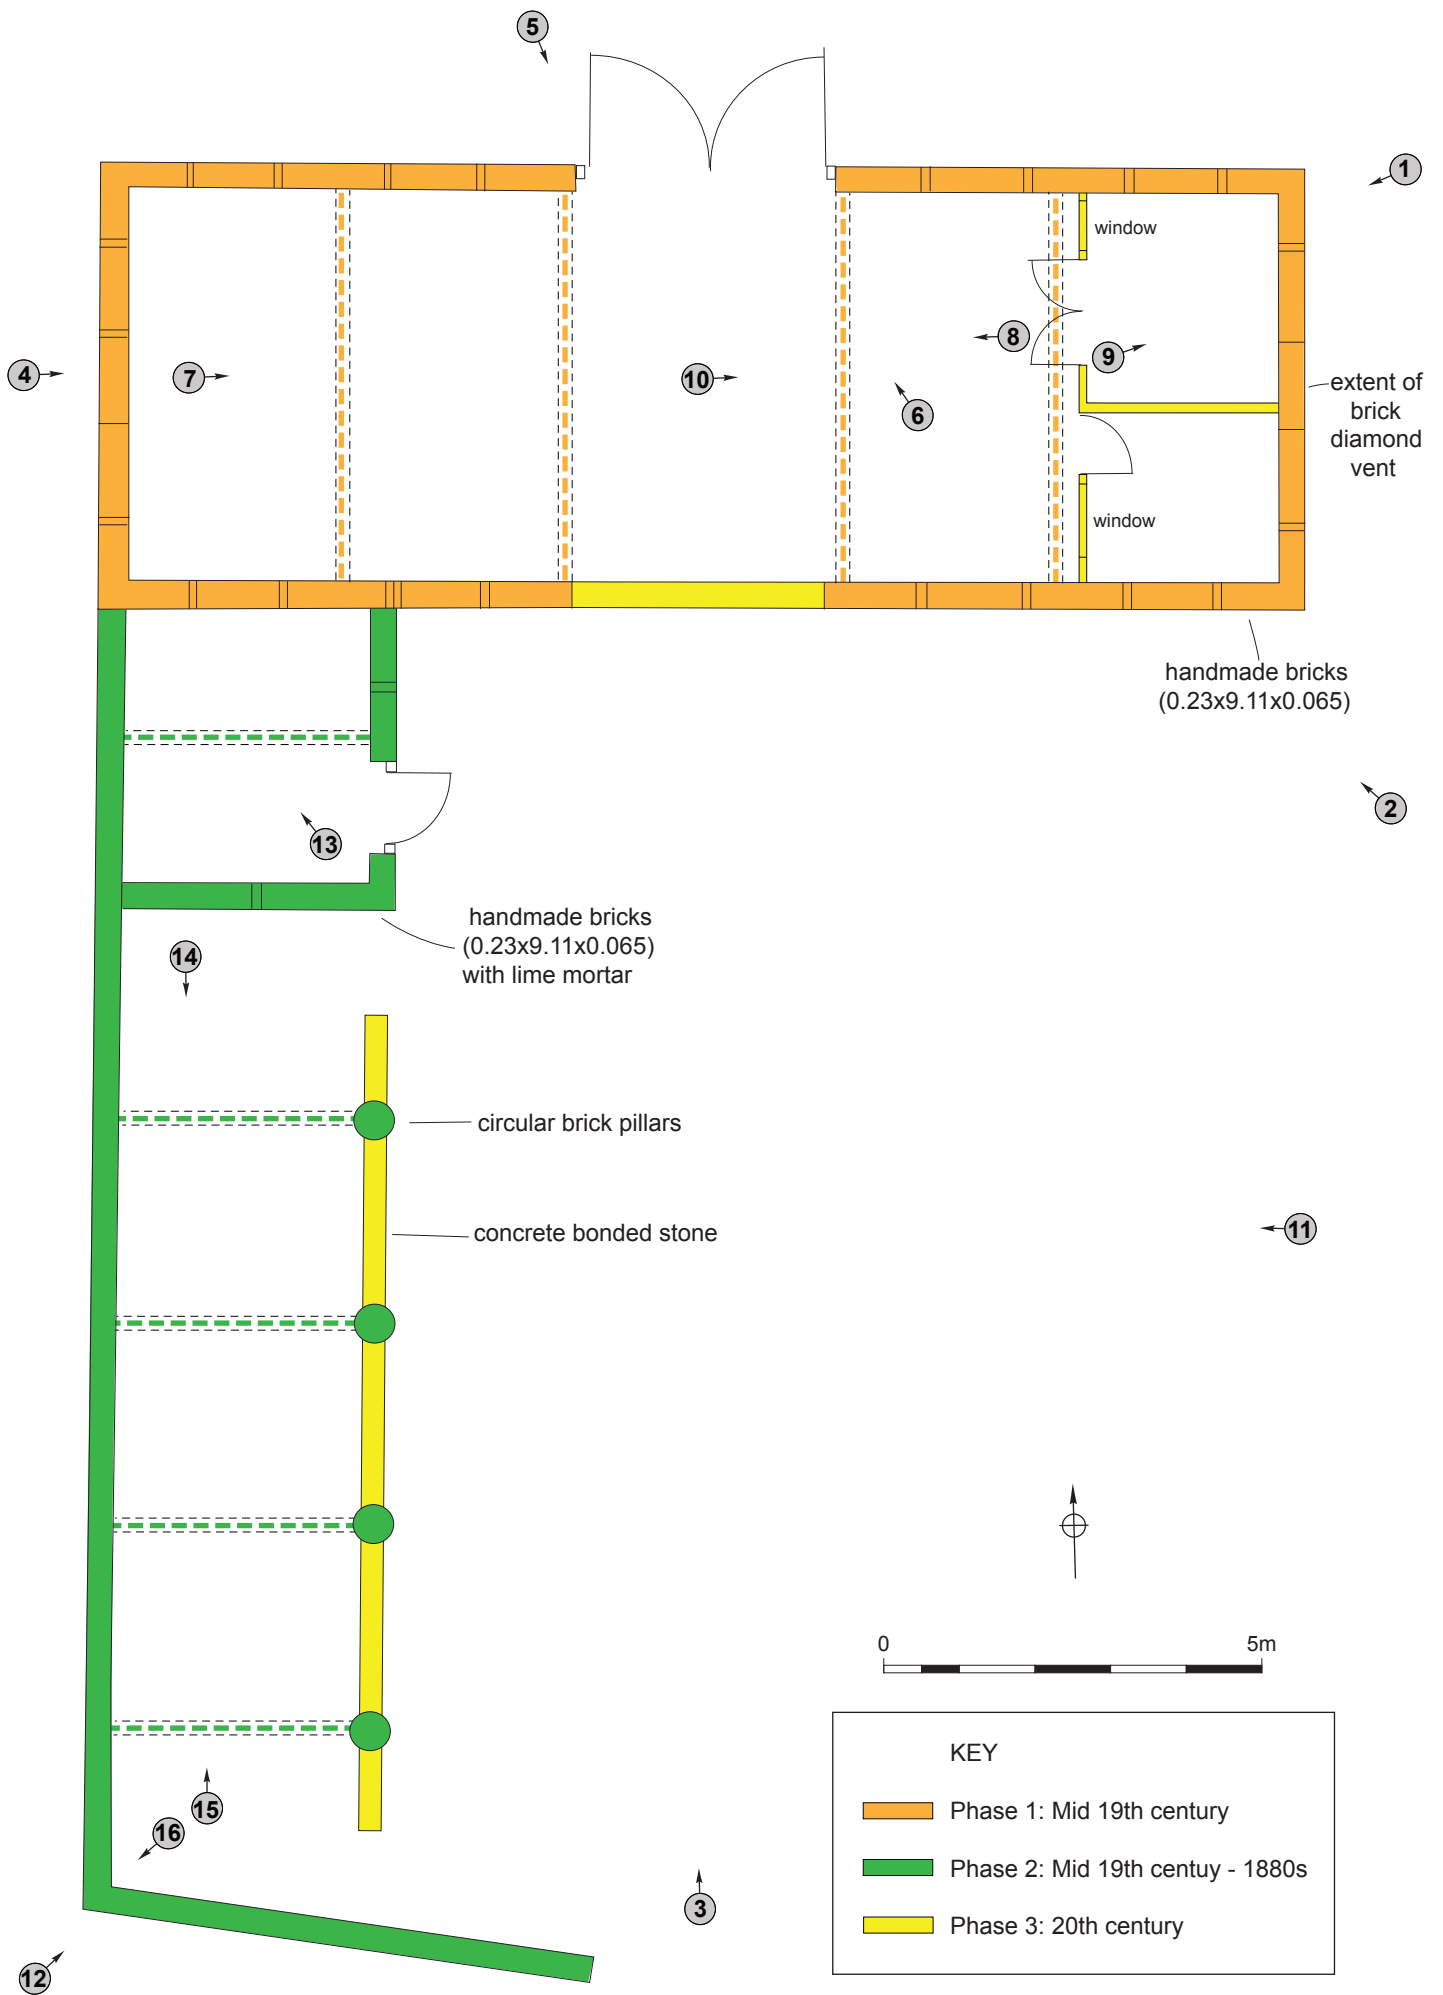 5
1
window
4
7
10
8
9
6
extent of
brick
diamond
vent
window
handmade bricks
(0.23x9.11x0.065)
2
13
handmade bricks
(0.23x9.11x0.065)
with lime mortar
14
circular brick pillars
concrete bonded stone
11
0 5m
KEY
Phase 1: Mid 19th century
Phase 2: Mid 19th centuy - 1880s
Phase 3: 20th century
15
16
3
12